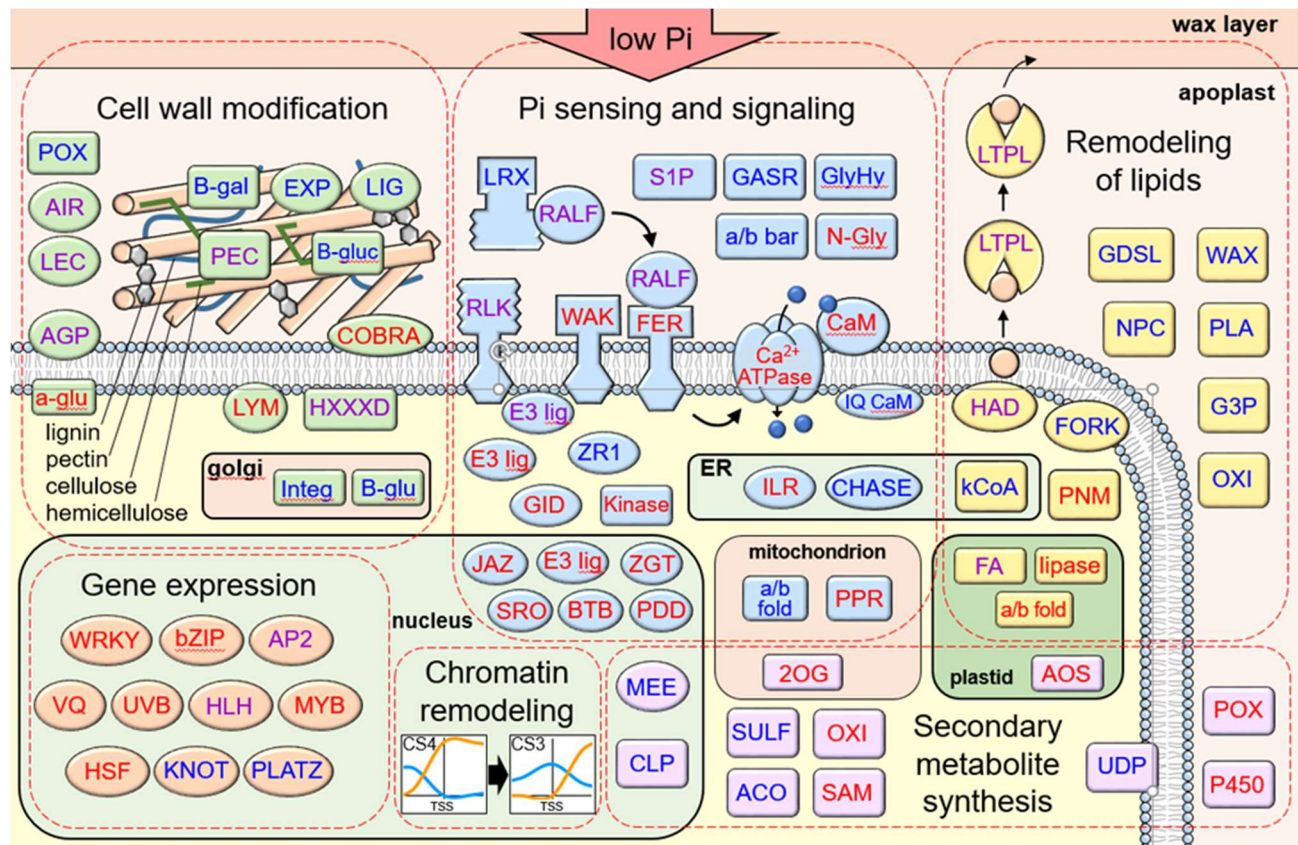 low Pi
wax layer
apoplast
Cell wall modification
POX
AIR
LEC
AGP
B-gal
EXP
LIG
PEC
B-gluc
COBRA
a-glu
LYM
HXXXD
lignin
pectin
cellulose
hemicellulose
golgi
Integ
B-glu
Pi sensing and signaling
LRX
RALF
S1P
GASR
GlyHy
a/b bar
N-Gly
RALF
RLK
WAK
FER
CaM
Ca2+
ATPase
IQ CaM
E3 lig
E3 lig
ZR1
GID
Kinase
ER
ILR
CHASE
kCoA
JAZ
E3 lig
ZGT
SRO
BTB
PDD
Remodeling
of lipids
LTPL
LTPL
GDSL
WAX
NPC
PLA
HAD
FORK
G3P
OXI
PNM
mitochondrion
a/b
fold
PPR
2OG
FA
lipase
a/b fold
plastid
AOS
nucleus
Gene expression
WRKY
bZIP
AP2
VQ
UVB
HLH
MYB
HSF
KNOT
PLATZ
Chromatin
remodeling
CS4
TSS
CS3
TSS
MEE
CLP
SULF
OXI
ACO
SAM
Secondary
metabolite
synthesis
UDP
POX
P450